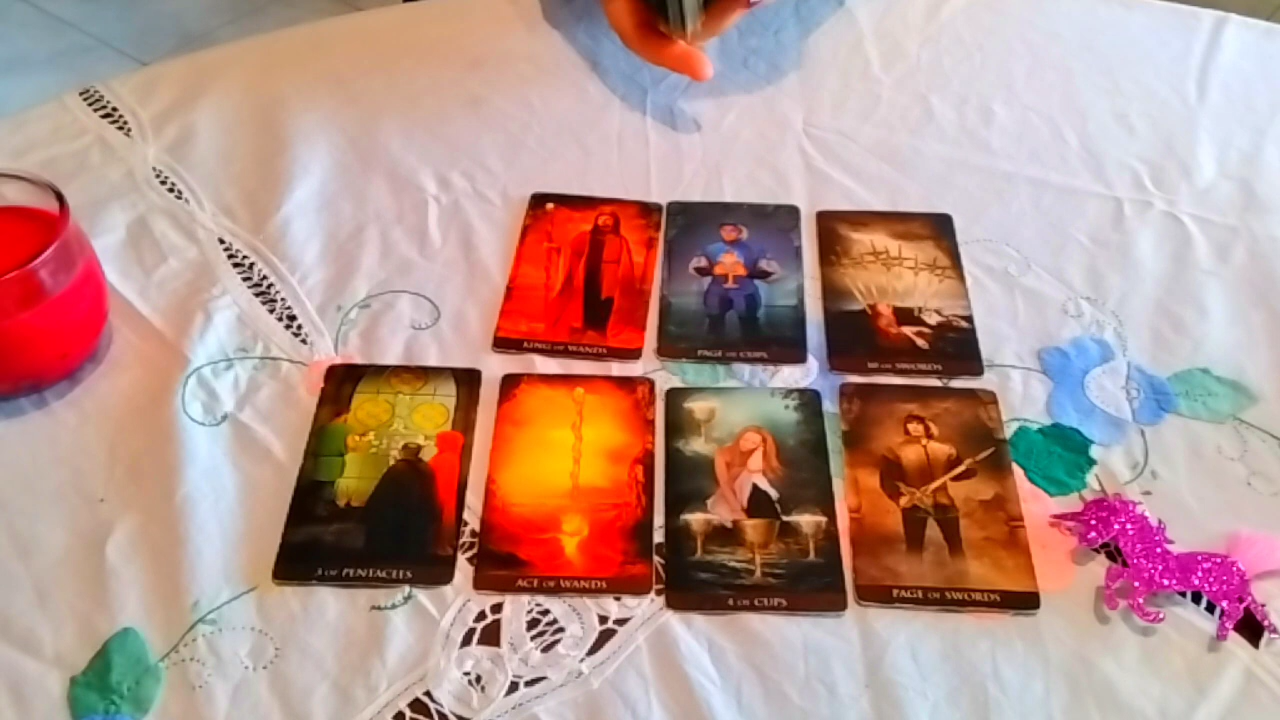 KING OF WANDS
PAGE OF CUPS
10 OF SWORDS
3 OF PENTACLES
ACE OF WANDS
4 OF CUPS
PAGE OF SWORDS